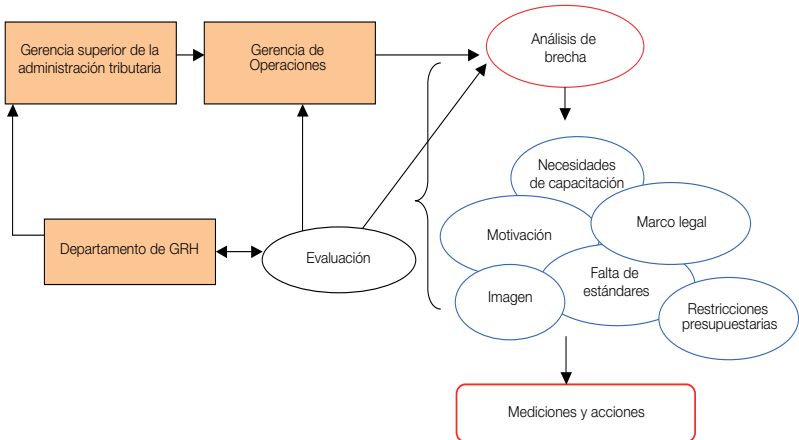 Gerencia superior de la
administración tributaria
Gerencia de
Operaciones
Análisis de
brecha
Necesidades
de capacitación
Motivación
Marco legal
Departamento de GRH
Evaluación
Falta de
estándares
Imagen
Restricciones
presupuestarias
Mediciones y acciones